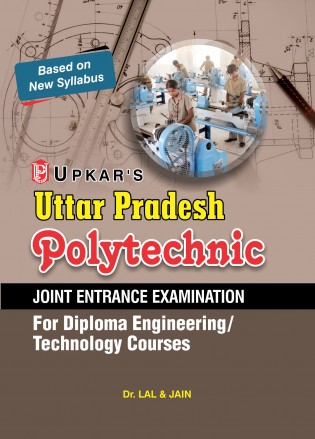 Based on
New Syllabus
UPKAR'S
Uttar Pradesh
Polytechnic
JOINT ENTRANCE EXAMINATION
For Diploma Engineering/
Technology Courses
Dr. LAL & JAIN